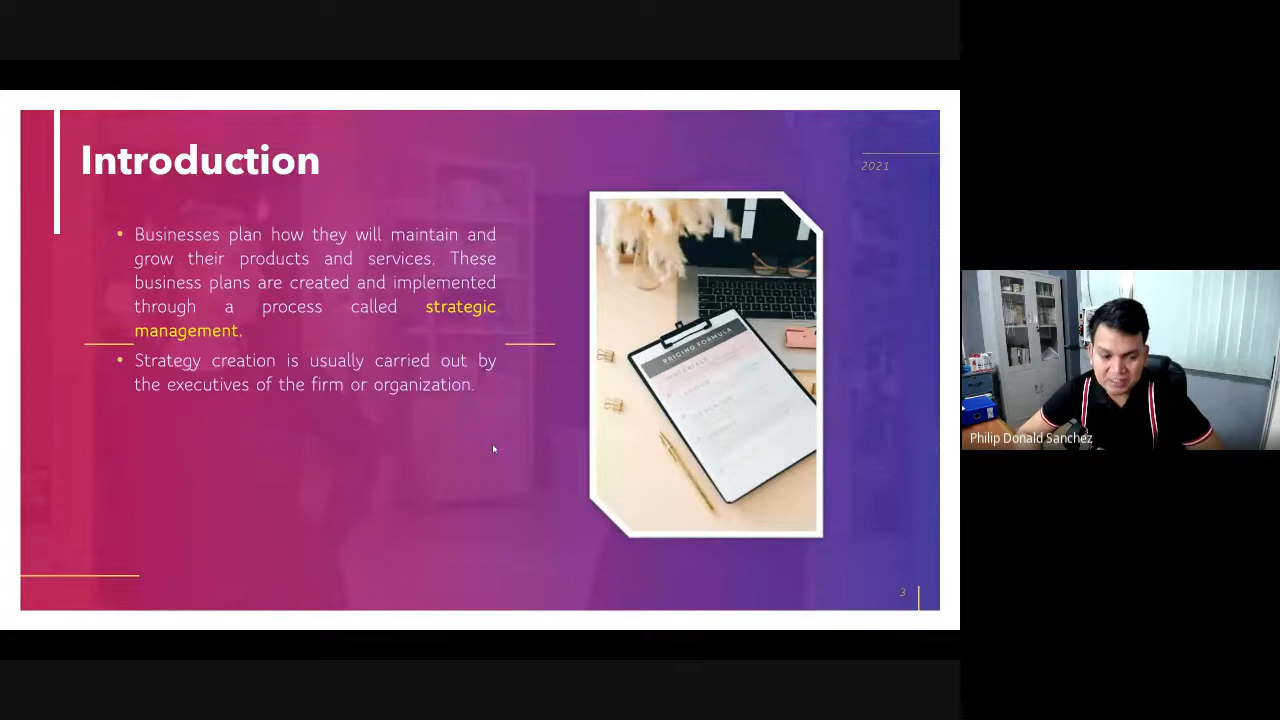 Introduction
2021
• Businesses plan how they will maintain and
grow their products and services. These
business plans are created and implemented
through a process called strategic
management.
• Strategy creation is usually carried out by
the executives of the firm or organization.
PRICING FORMULA
MATERIALS
3
Philip Donald Sanchez